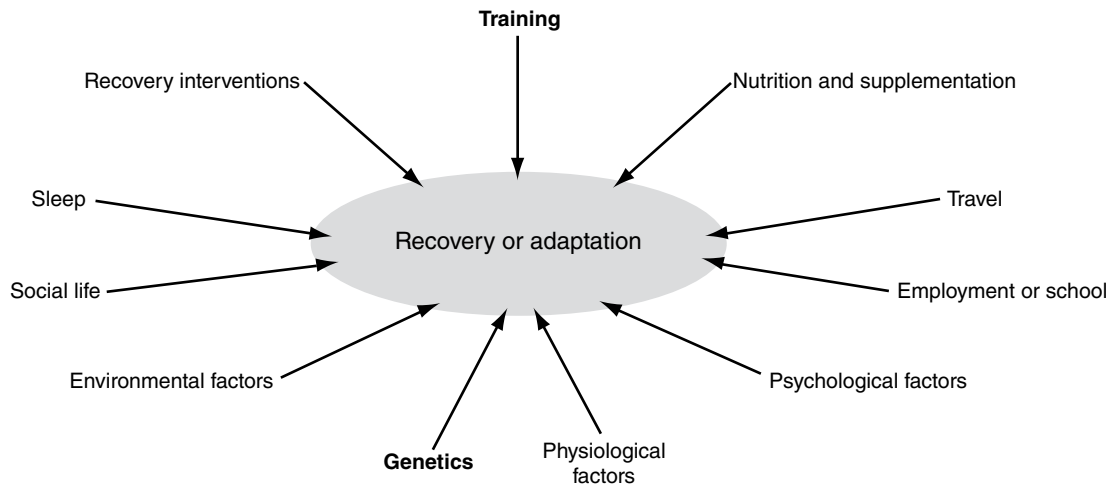 Training
Recovery interventions
Nutrition and supplementation
Sleep
Travel
Recovery or adaptation
Social life
Employment or school
Environmental factors
Psychological factors
Genetics
Physiological
factors